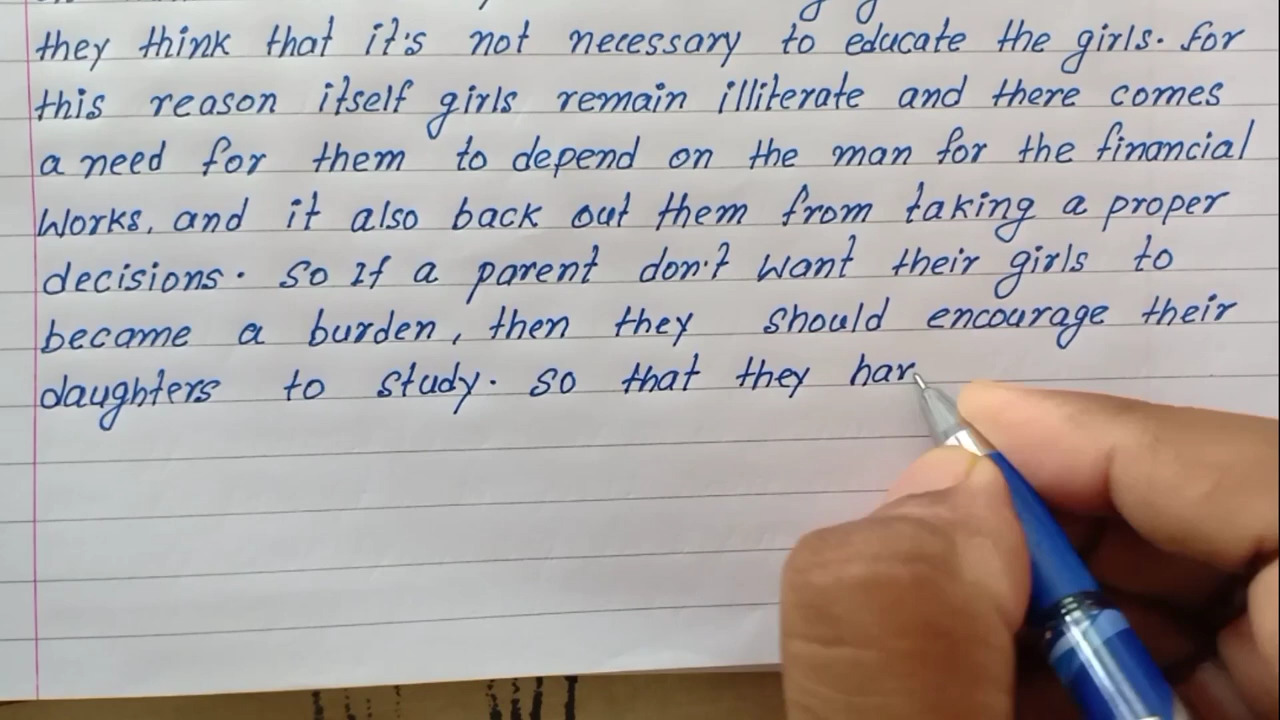 they think that it's not necessary to educate the girls. for
this reason itself girls remain illiterate and there comes
a need for them to depend on the man for the financial
works, and it also back out them from taking a proper
decisions. so If a parent don't want their girls to
became a burden, then they should encourage their
daughters to study. so that they har